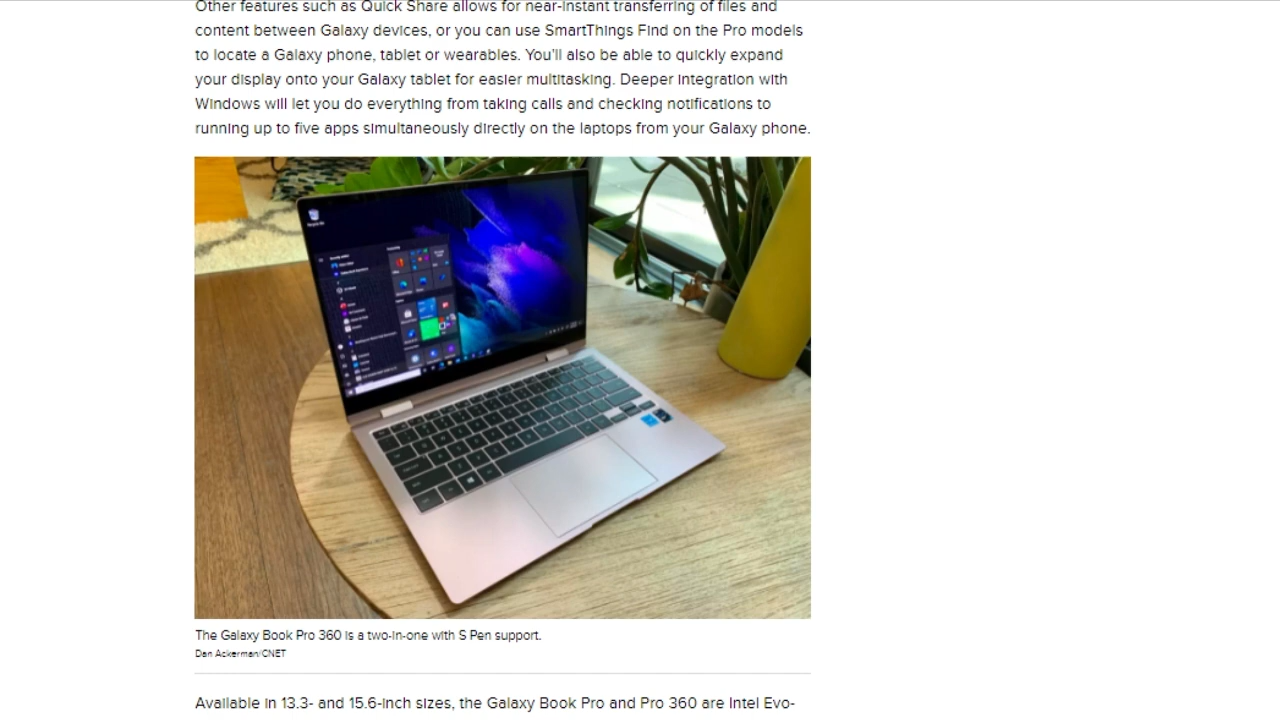 Other features such as Quick Share allows for near-instant transferring of files and
content between Galaxy devices, or you can use SmartThings Find on the Pro models
to locate a Galaxy phone, tablet or wearables. You'll also be able to quickly expand
your display onto your Galaxy tablet for easier multitasking. Deeper integration with
Windows will let you do everything from taking calls and checking notifications to
running up to five apps simultaneously directly on the laptops from your Galaxy phone.
The Galaxy Book Pro 360 is a two-in-one with S Pen support.
Dan Ackerman/CNET
Available in 13.3- and 15.6-inch sizes, the Galaxy Book Pro and Pro 360 are Intel Evo-